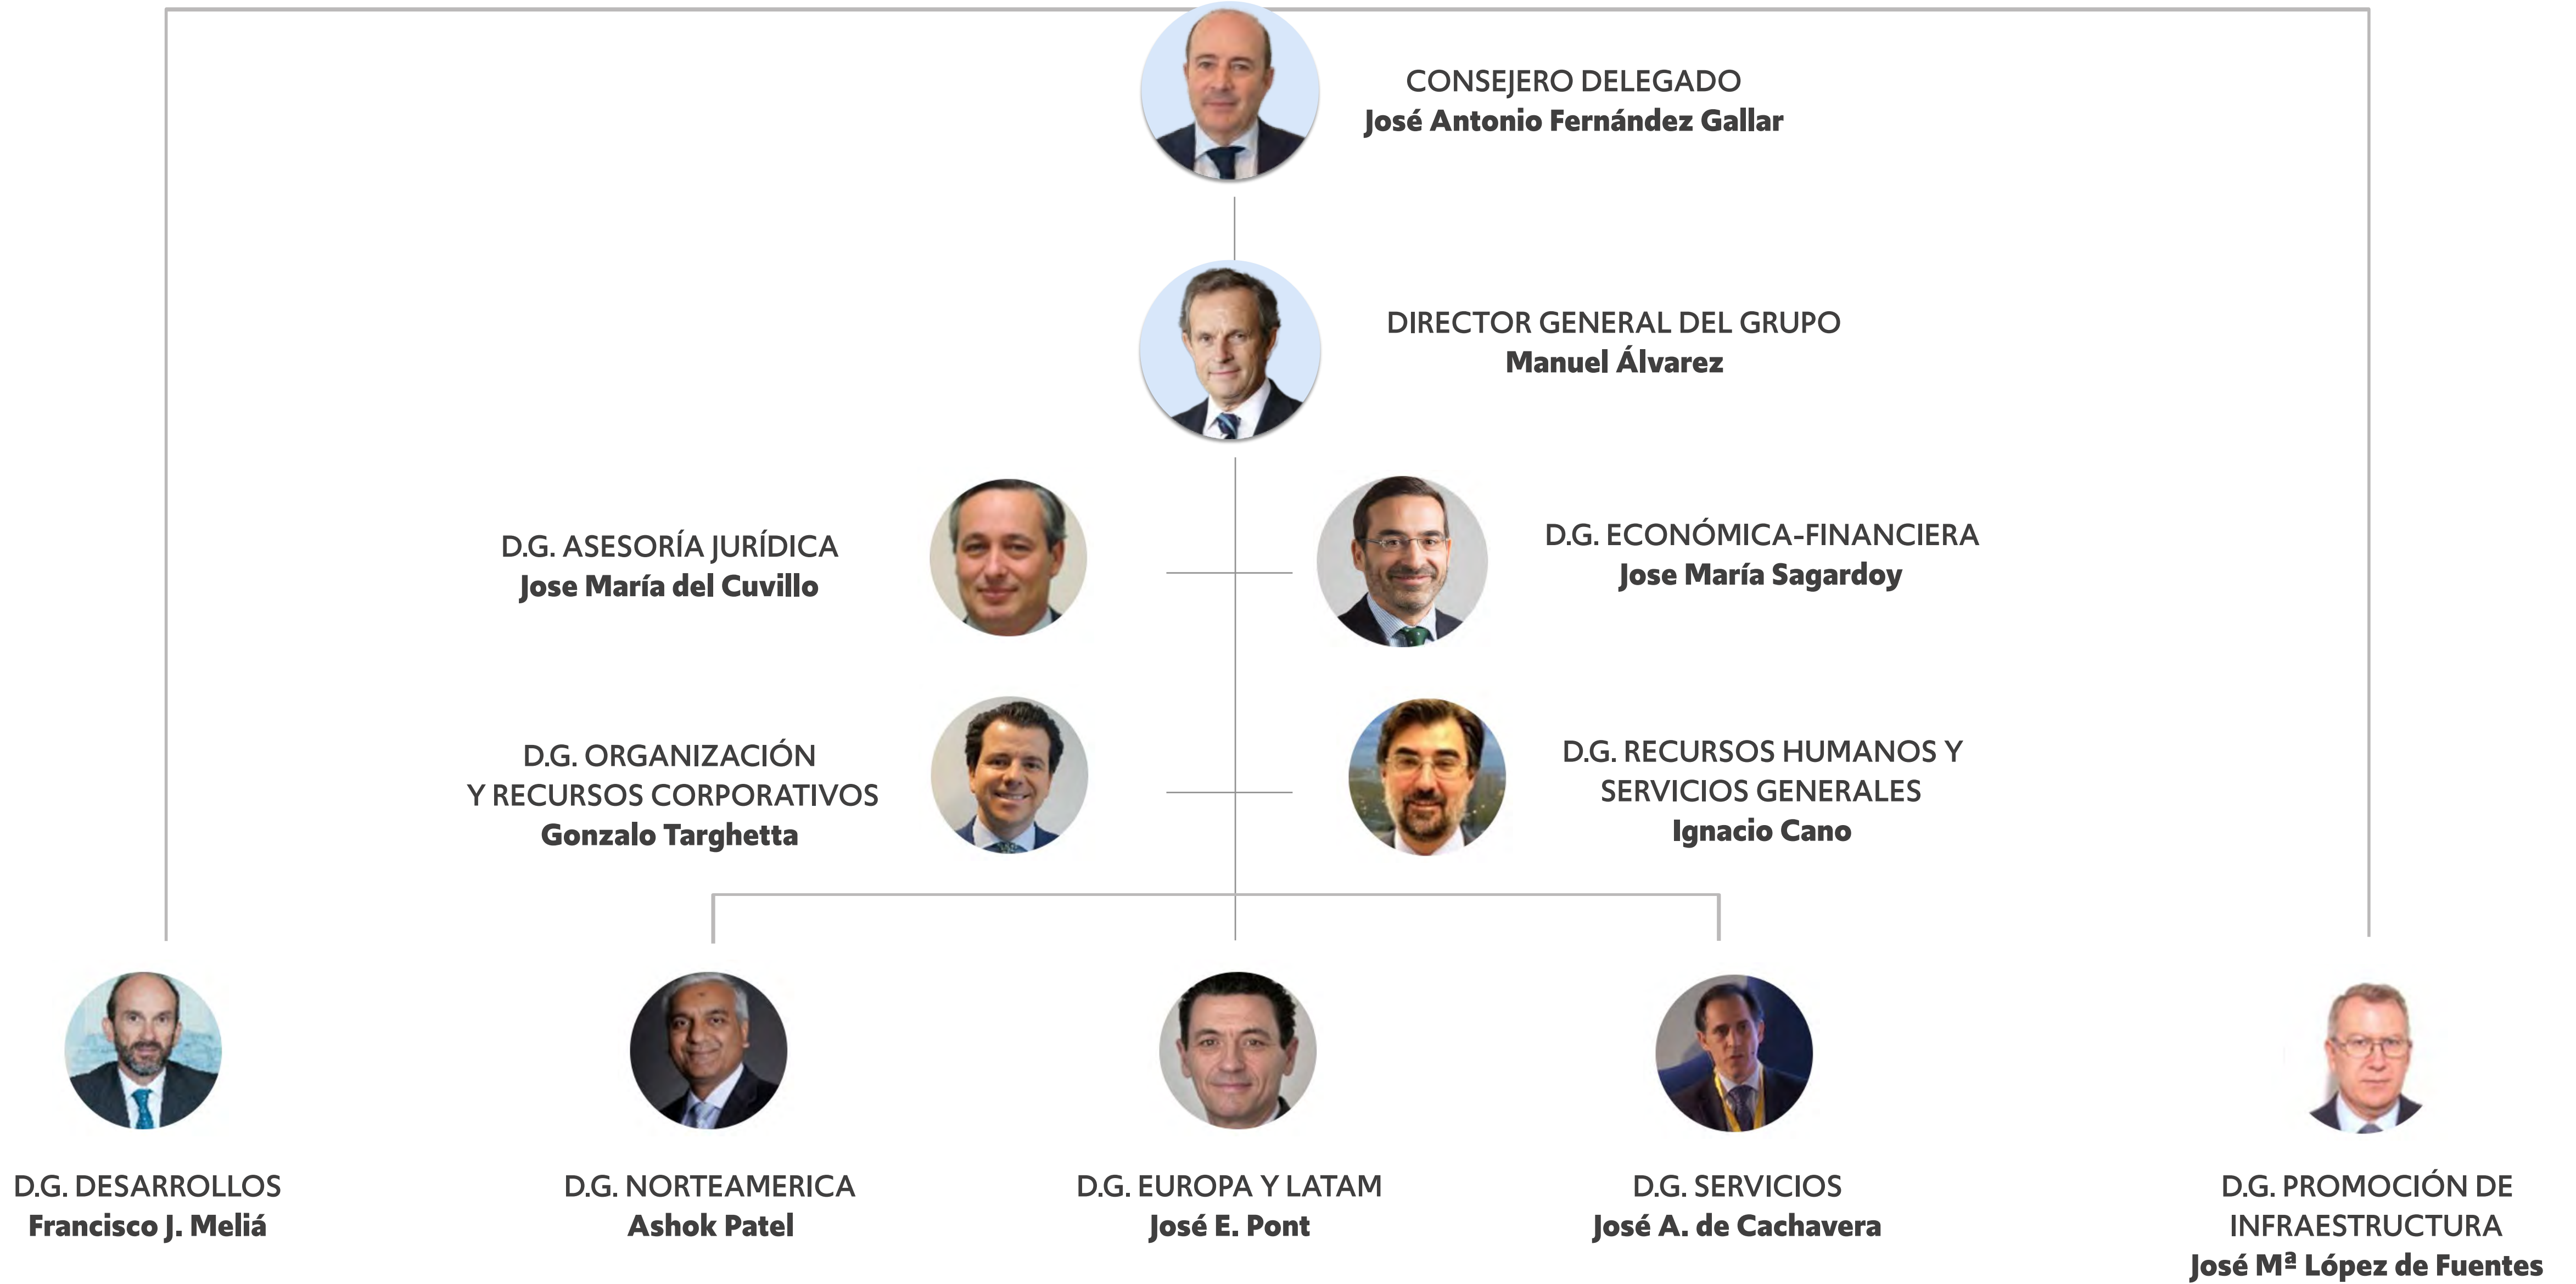 CONSEJERO DELEGADO
José Antonio Fernández Gallar
DIRECTOR GENERAL DEL GRUPO
Manuel Álvarez
D.G. ASESORÍA JURÍDICA
Jose María del Cuvillo
D.G. ECONÓMICA-FINANCIERA
Jose María Sagardoy
D.G. ORGANIZACIÓN
Y RECURSOS CORPORATIVOS
Gonzalo Targhetta
D.G. RECURSOS HUMANOS Y
SERVICIOS GENERALES
Ignacio Cano
D.G. DESARROLLOS
Francisco J. Meliá
D.G. NORTEAMERICA
Ashok Patel
D.G. EUROPA Y LATAM
José E. Pont
D.G. SERVICIOS
José A. de Cachavera
D.G. PROMOCIÓN DE
INFRAESTRUCTURA
José Mª López de Fuentes